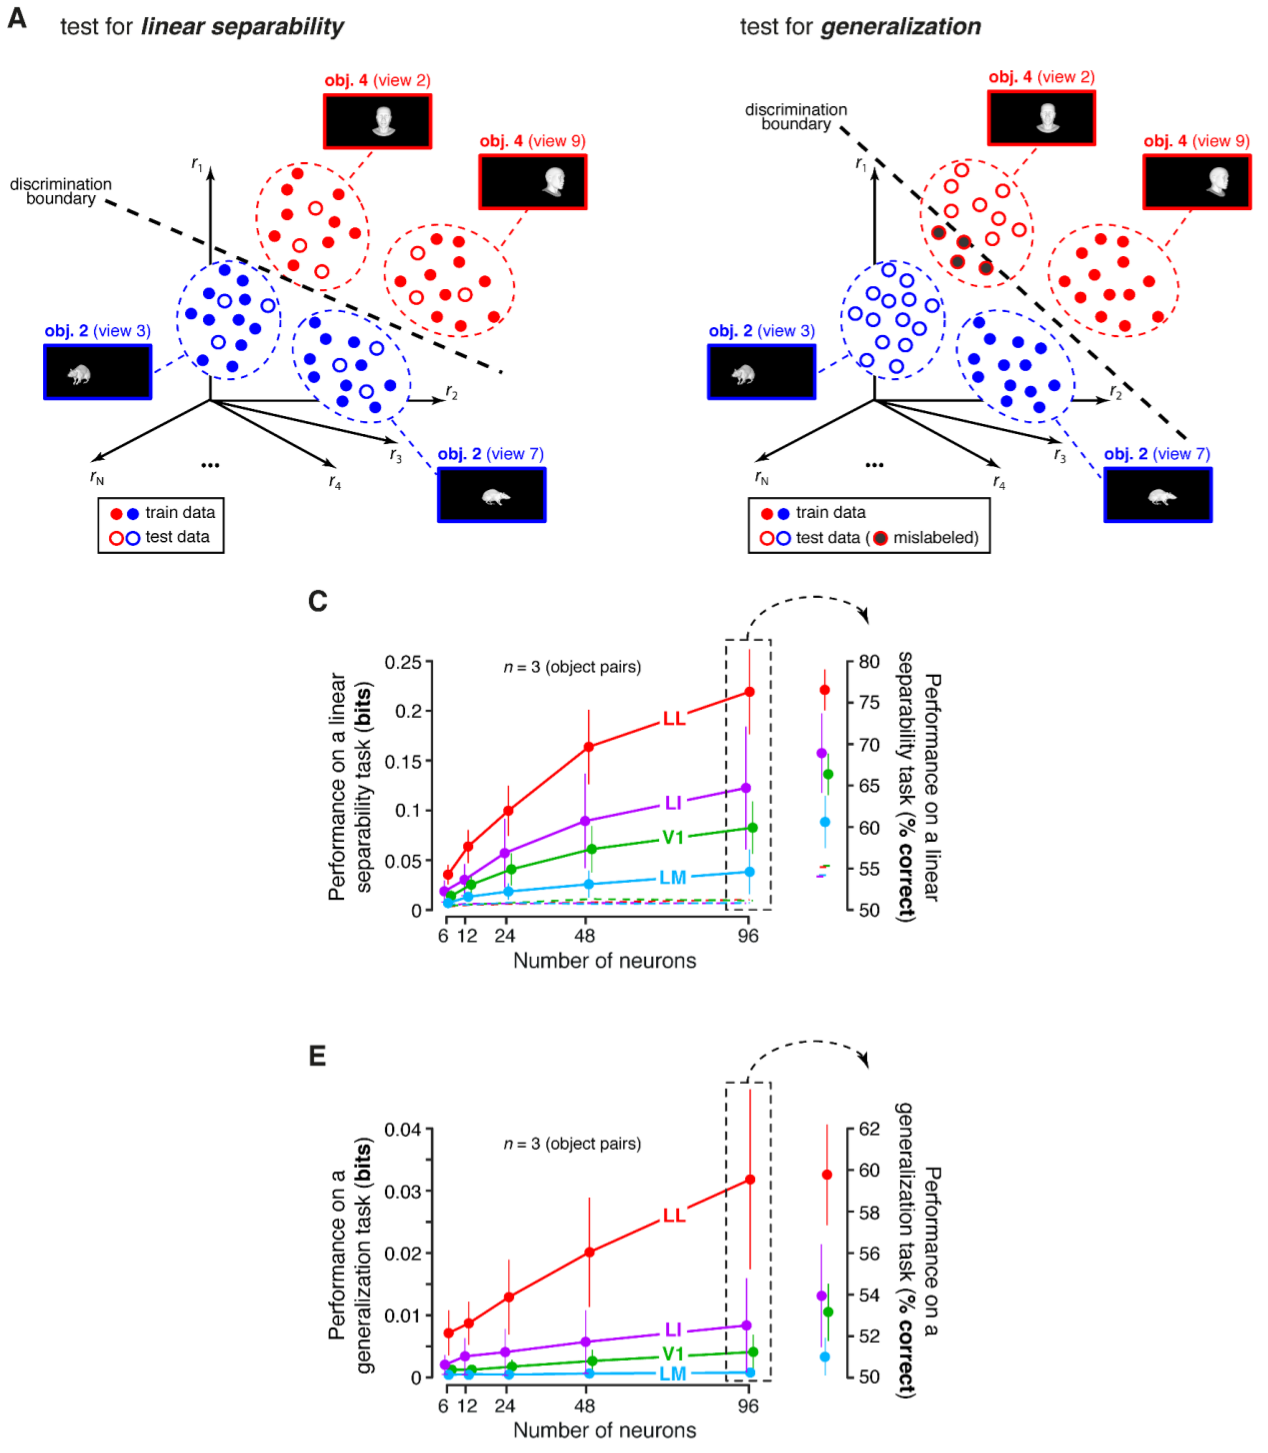 A
test for linear separability
test for generalization
obj. 4 (view 2)
obj. 4 (view 9)
discrimination
boundary
r1
obj. 2 (view 3)
r2
r3
obj. 2 (view 7)
rN
...
r4
train data
test data
obj. 4 (view 2)
discrimination
boundary
obj. 4 (view 9)
r1
obj. 2 (view 3)
r2
r3
obj. 2 (view 7)
rN
...
r4
train data
test data ( mislabeled)
C
Performance on a linear
separability task (bits)
0.25
0.2
0.15
0.1
0.05
0
n = 3 (object pairs)
LL
LI
V1
LM
6 12 24 48 96
Number of neurons
80
75
70
65
60
55
50
Performance on a linear
separability task (% correct)
E
Performance on a
generalization task (bits)
0.04
0.03
0.02
0.01
0
n = 3 (object pairs)
LL
LI
V1
LM
6 12 24 48 96
Number of neurons
62
60
58
56
54
52
50
Performance on a
generalization task (% correct)